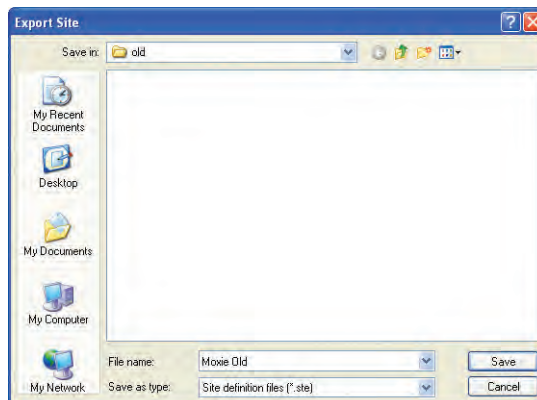 Export Site
Save in:
old
My Recent
Documents
Desktop
My Documents
My Computer
My Network
File name:
Moxie Old
Save
Save as type:
Site definition files (*.ste)
Cancel